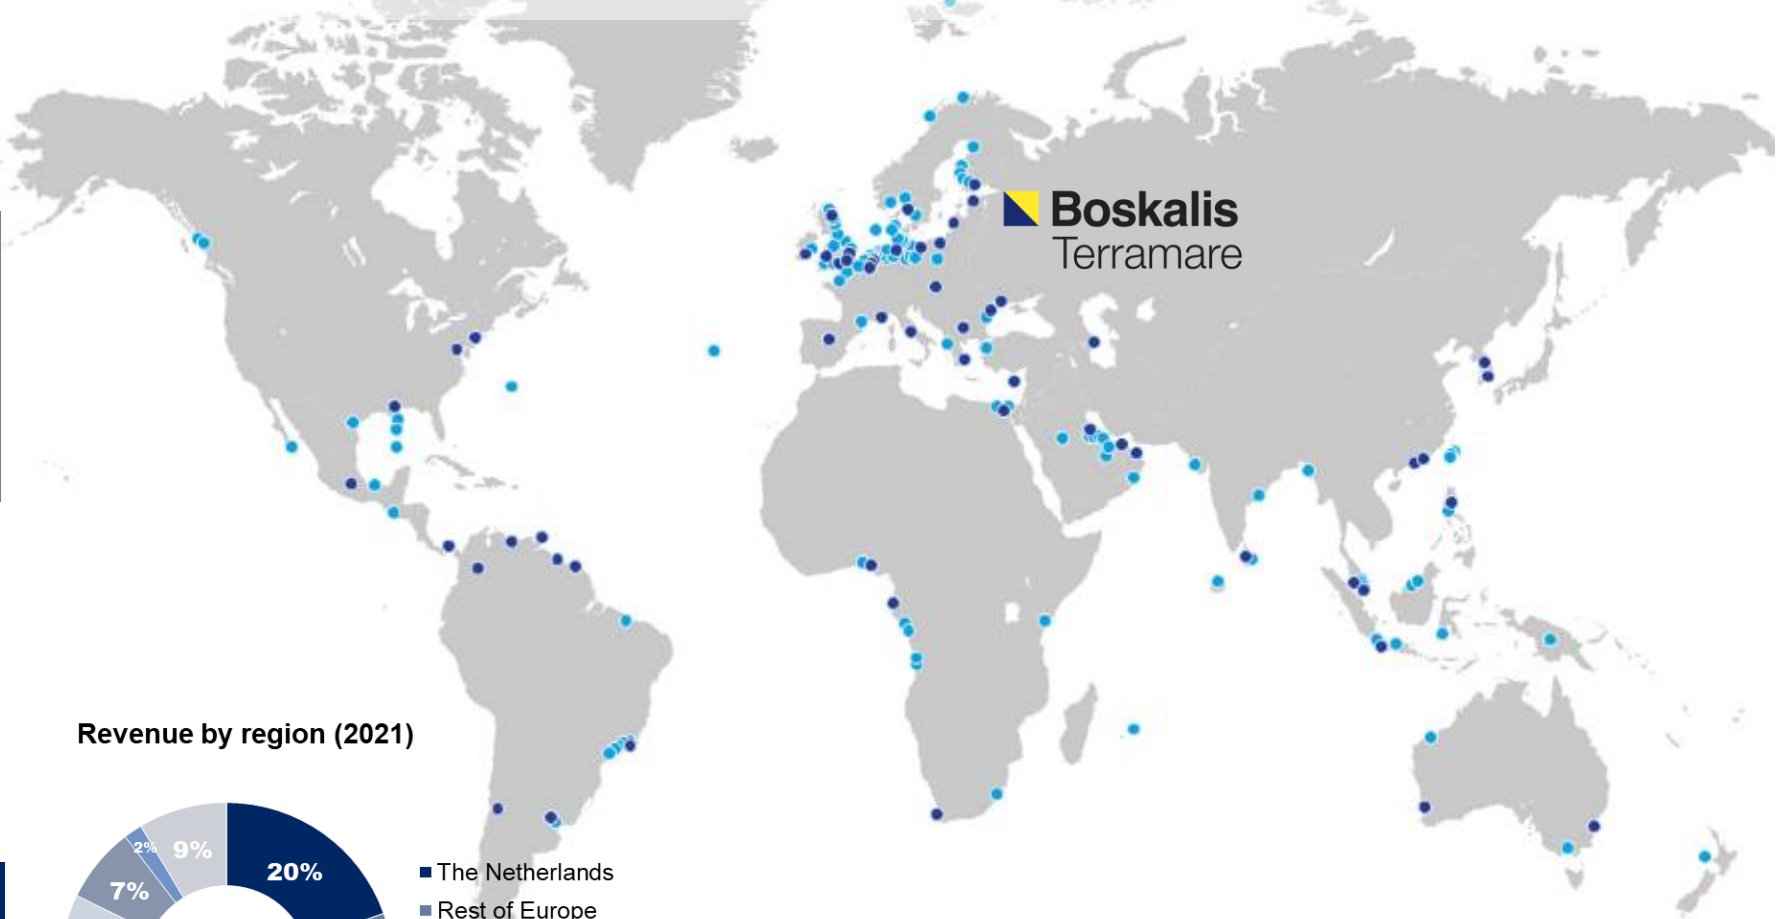 Boskalis
Terramare
Revenue by region (2021)
2%
9%
20%
7%
The Netherlands
Rest of Europe